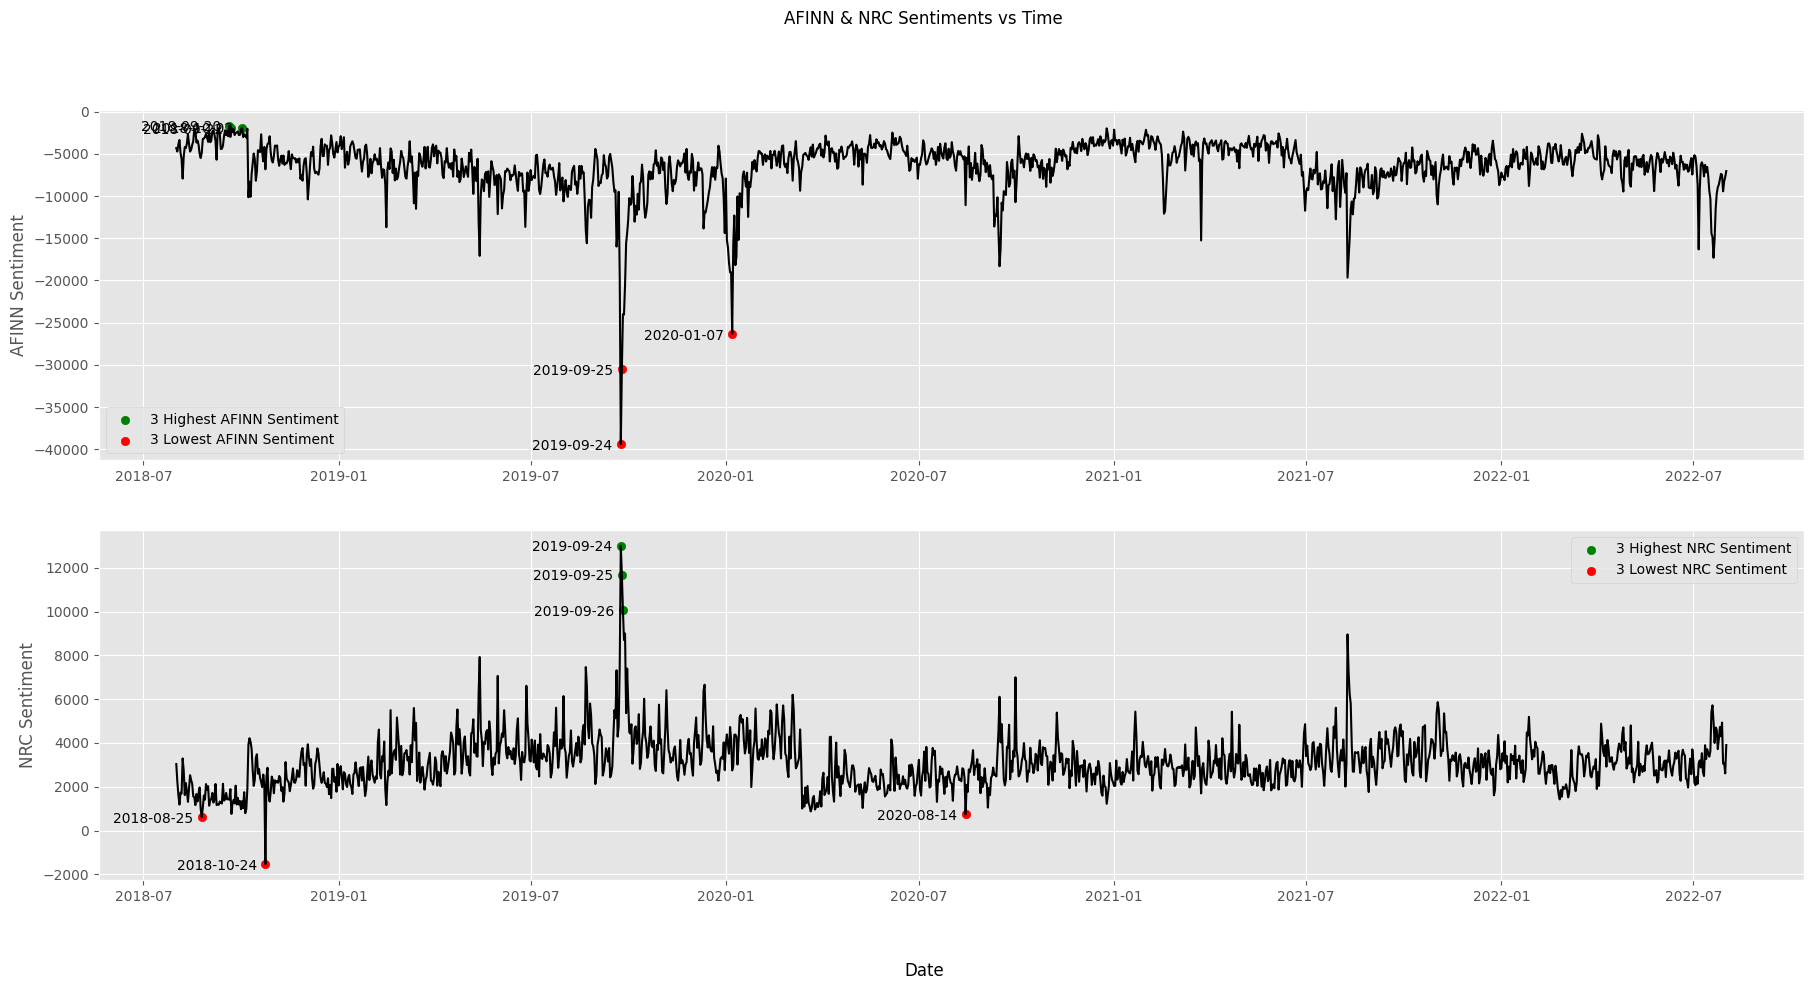 AFINN & NRC Sentiments vs Time
AFINN Sentiment
0
−5000
−10000
−15000
−20000
−25000
−30000
−35000
−40000
2020-01-07
2019-09-25
2019-09-24
3 Highest AFINN Sentiment
3 Lowest AFINN Sentiment
2018-07 2019-01 2019-07 2020-01 2020-07 2021-01 2021-07 2022-01 2022-07
NRC Sentiment
12000
10000
8000
6000
4000
2000
0
−2000
2019-09-24
2019-09-25
2019-09-26
2018-08-25
2018-10-24
2020-08-14
3 Highest NRC Sentiment
3 Lowest NRC Sentiment
2018-07 2019-01 2019-07 2020-01 2020-07 2021-01 2021-07 2022-01 2022-07
Date